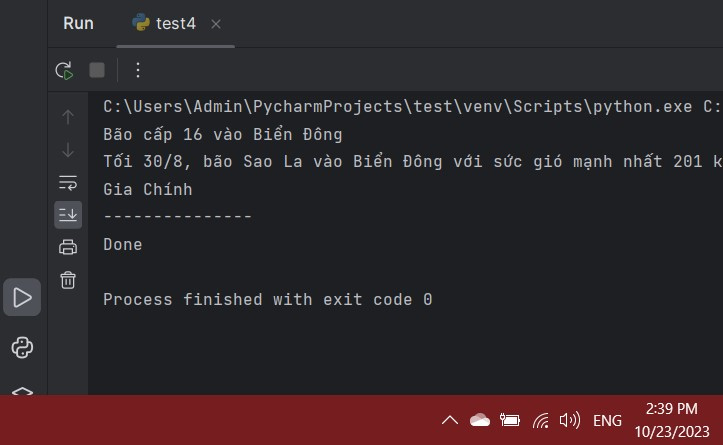 Run
test4
C:\Users\Admin\PycharmProjects\test\venv\Scripts\python.exe C:
Bão cấp 16 vào Biển Đông
Tối 30/8, bão Sao La vào Biển Đông với sức gió mạnh nhất 201 k
Gia Chính
---------------
Done
Process finished with exit code 0
ENG
2:39 PM
10/23/2023